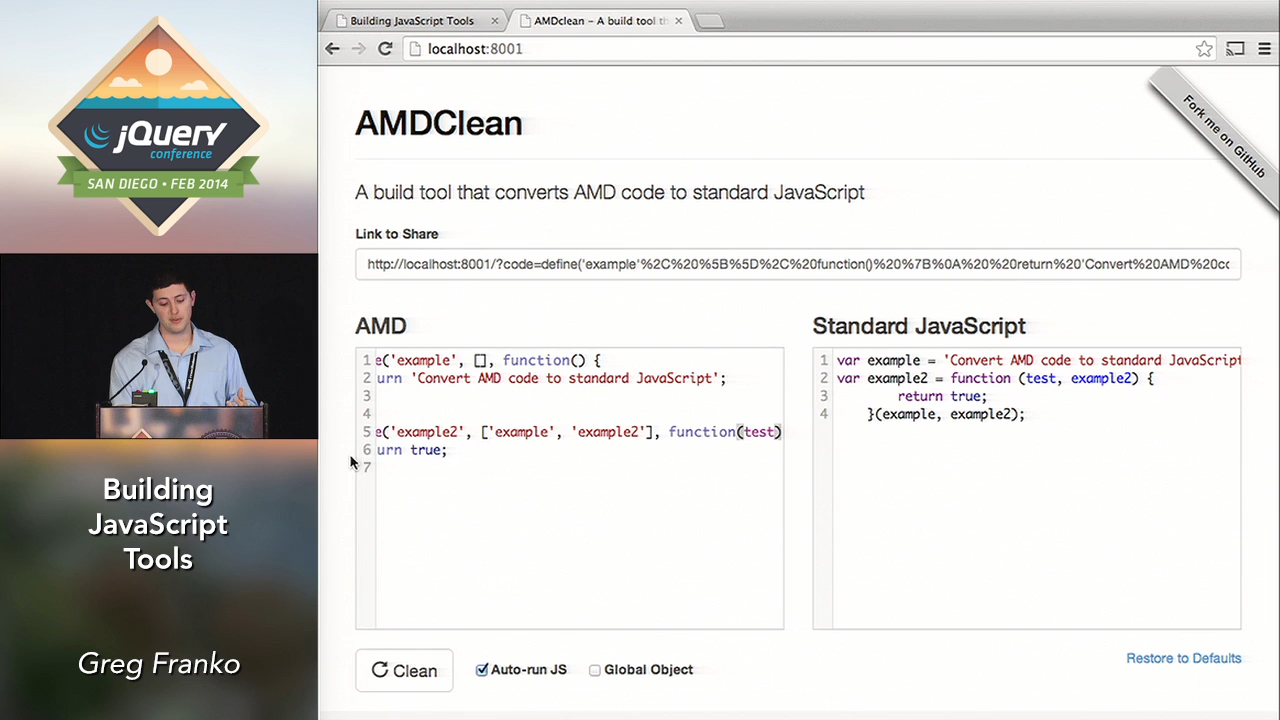 jQuery
conference
SAN DIEGO • FEB 2014
Building
JavaScript
Tools
Greg Franko
Building JavaScript Tools
AMDclean – A build tool th
localhost:8001
Fork me on GitHub
AMDClean
A build tool that converts AMD code to standard JavaScript
Link to Share
http://localhost:8001/?code=define('example'%2C%20%5B%5D%2C%20function()%20%7B%0A%20%20return%20'Convert%20AMD%20cc
AMD
1 e('example', [], function() {
2 urn 'Convert AMD code to standard JavaScript';
3
4
5 e('example2', ['example', 'example2'], function(test)
6 urn true;
7
Standard JavaScript
1 var example = 'Convert AMD code to standard JavaScript
2 var example2 = function (test, example2) {
3 return true;
4 }(example, example2);
Clean
Auto-run JS
Global Object
Restore to Defaults